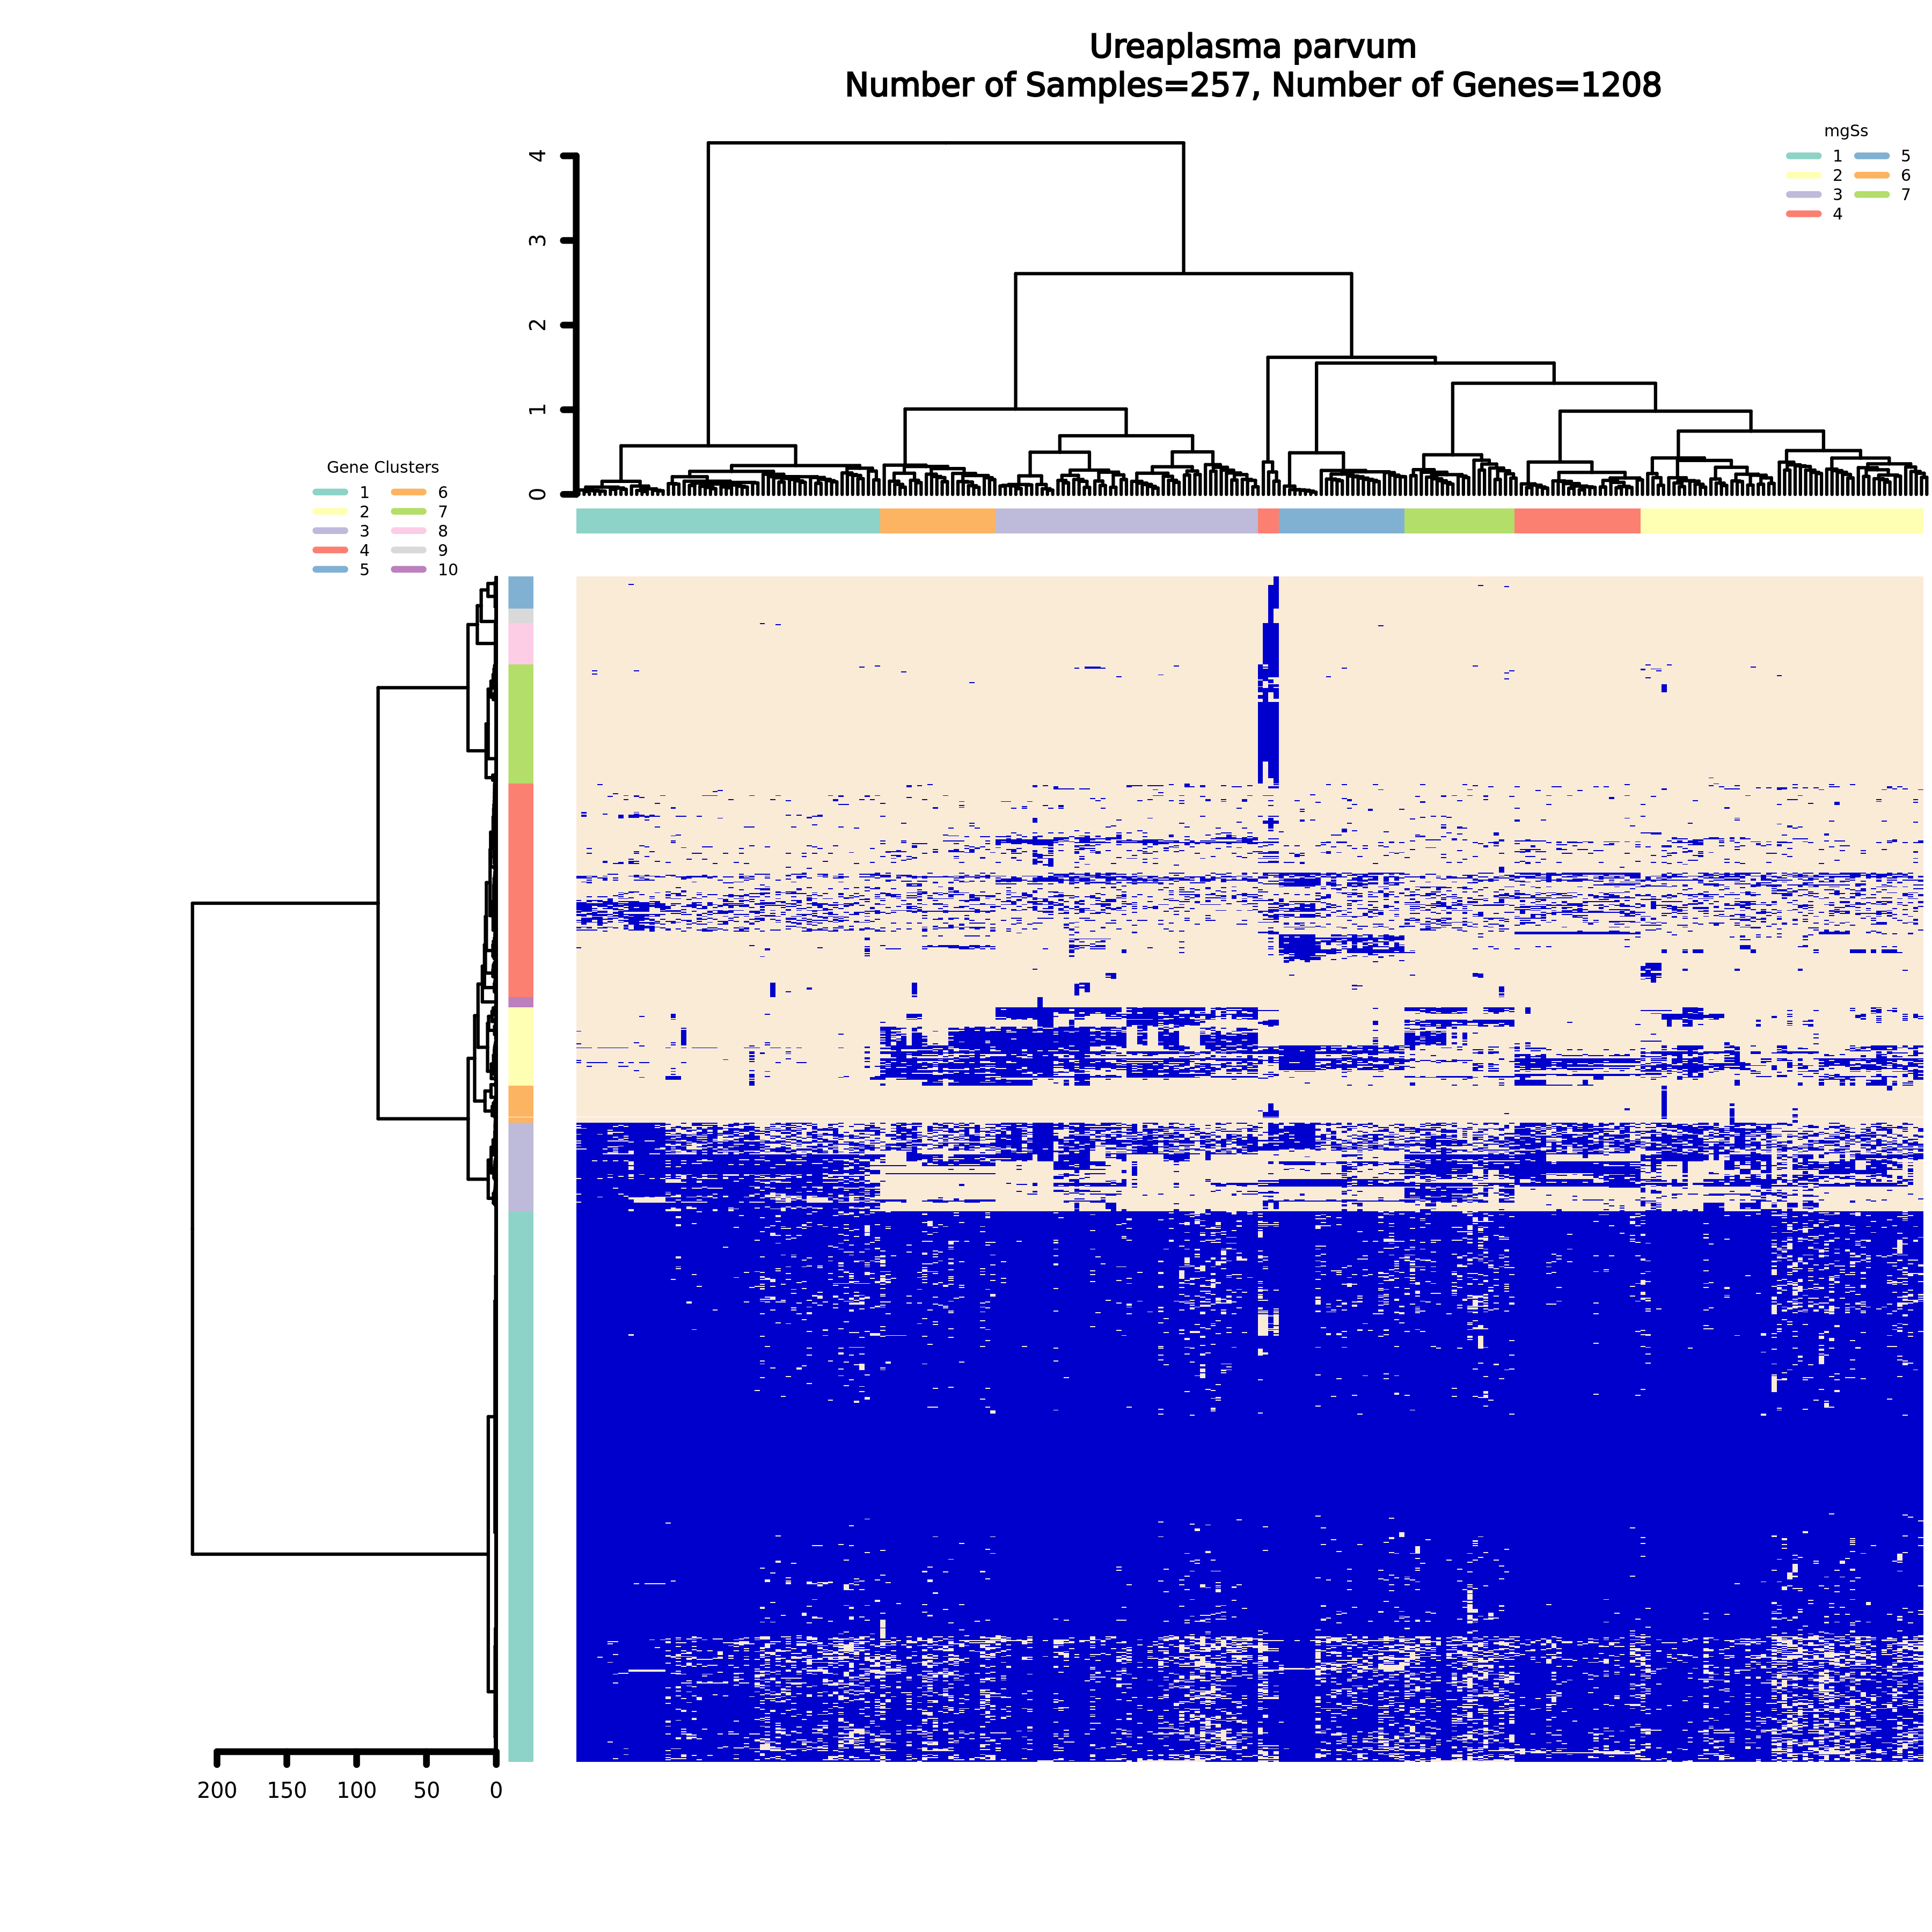 Ureaplasma parvum
Number of Samples=257, Number of Genes=1208
mgSs
1 5
2 6
3 7
4
4
3
2
1
0
Gene Clusters
1 6
2 7
3 8
4 9
5 10
200 150 100 50 0